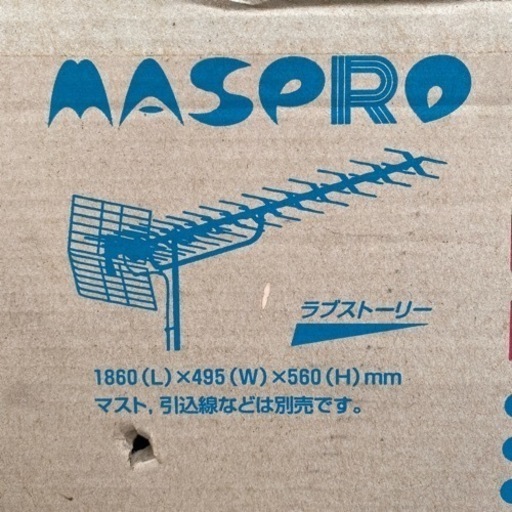 MASPRO
ラブストーリー
1860(L)×495(W)×560(H)mm
マスト,引込線などは別売です。